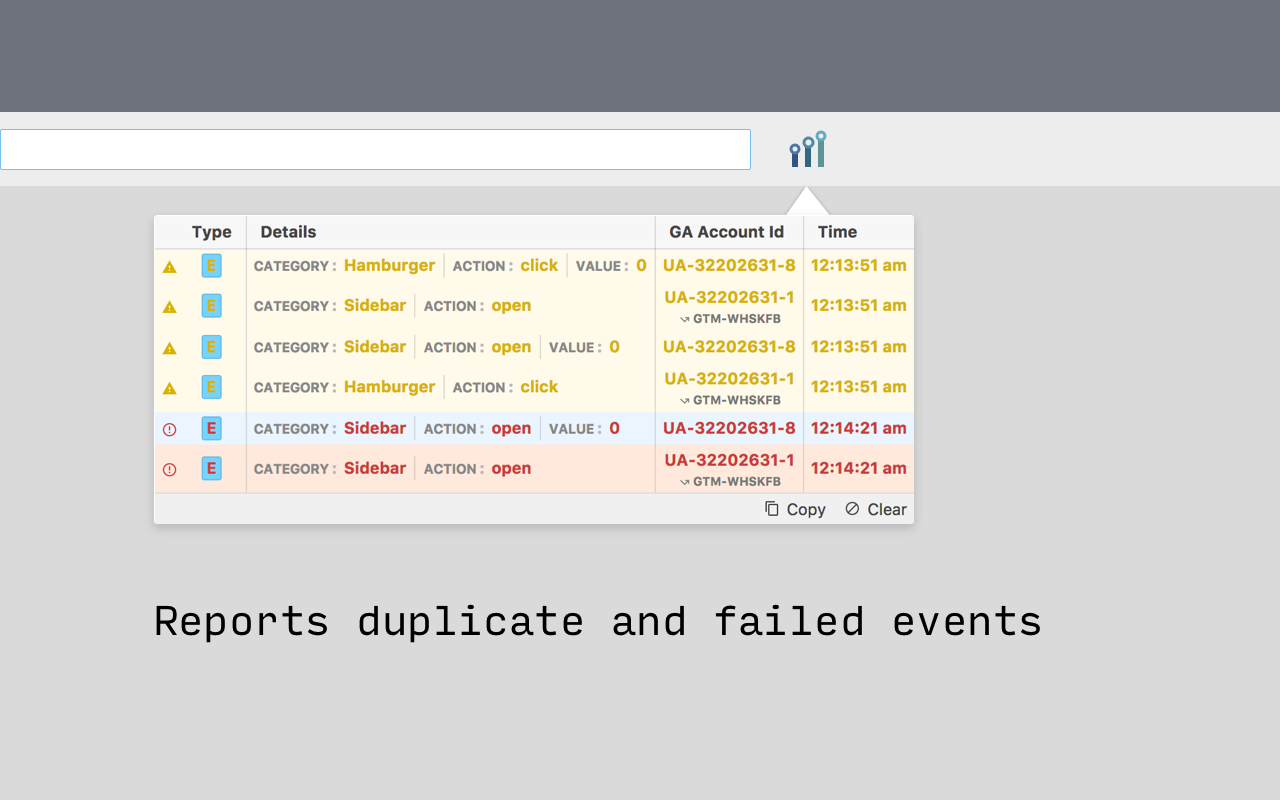 Type Details GA Account Id Time
E CATEGORY: Hamburger ACTION: click VALUE: 0 UA-32202631-8 12:13:51 am
E CATEGORY: Sidebar ACTION: open UA-32202631-1 12:13:51 am
GTM-WHSKFB
E CATEGORY: Sidebar ACTION: open VALUE: 0 UA-32202631-8 12:13:51 am
E CATEGORY: Hamburger ACTION: click UA-32202631-1 12:13:51 am
GTM-WHSKFB
E CATEGORY: Sidebar ACTION: open VALUE: 0 UA-32202631-8 12:14:21 am
E CATEGORY: Sidebar ACTION: open UA-32202631-1 12:14:21 am
GTM-WHSKFB
Copy Clear
Reports duplicate and failed events